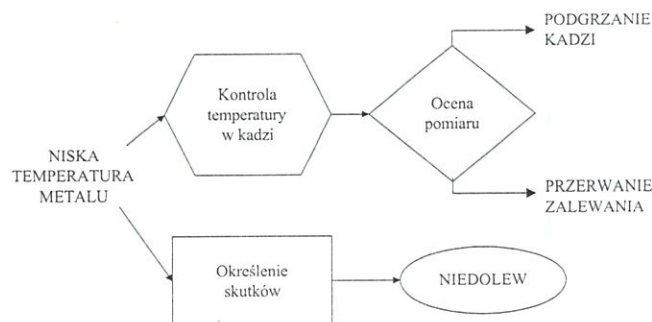 PODGRZANIE
KADZI
Kontrola
temperatury
w kadzi
Ocena
pomiaru
NISKA
TEMPERATURA
METALU
PRZERWANIE
ZALEWANIA
Określenie
skutków
NIEDOLEW